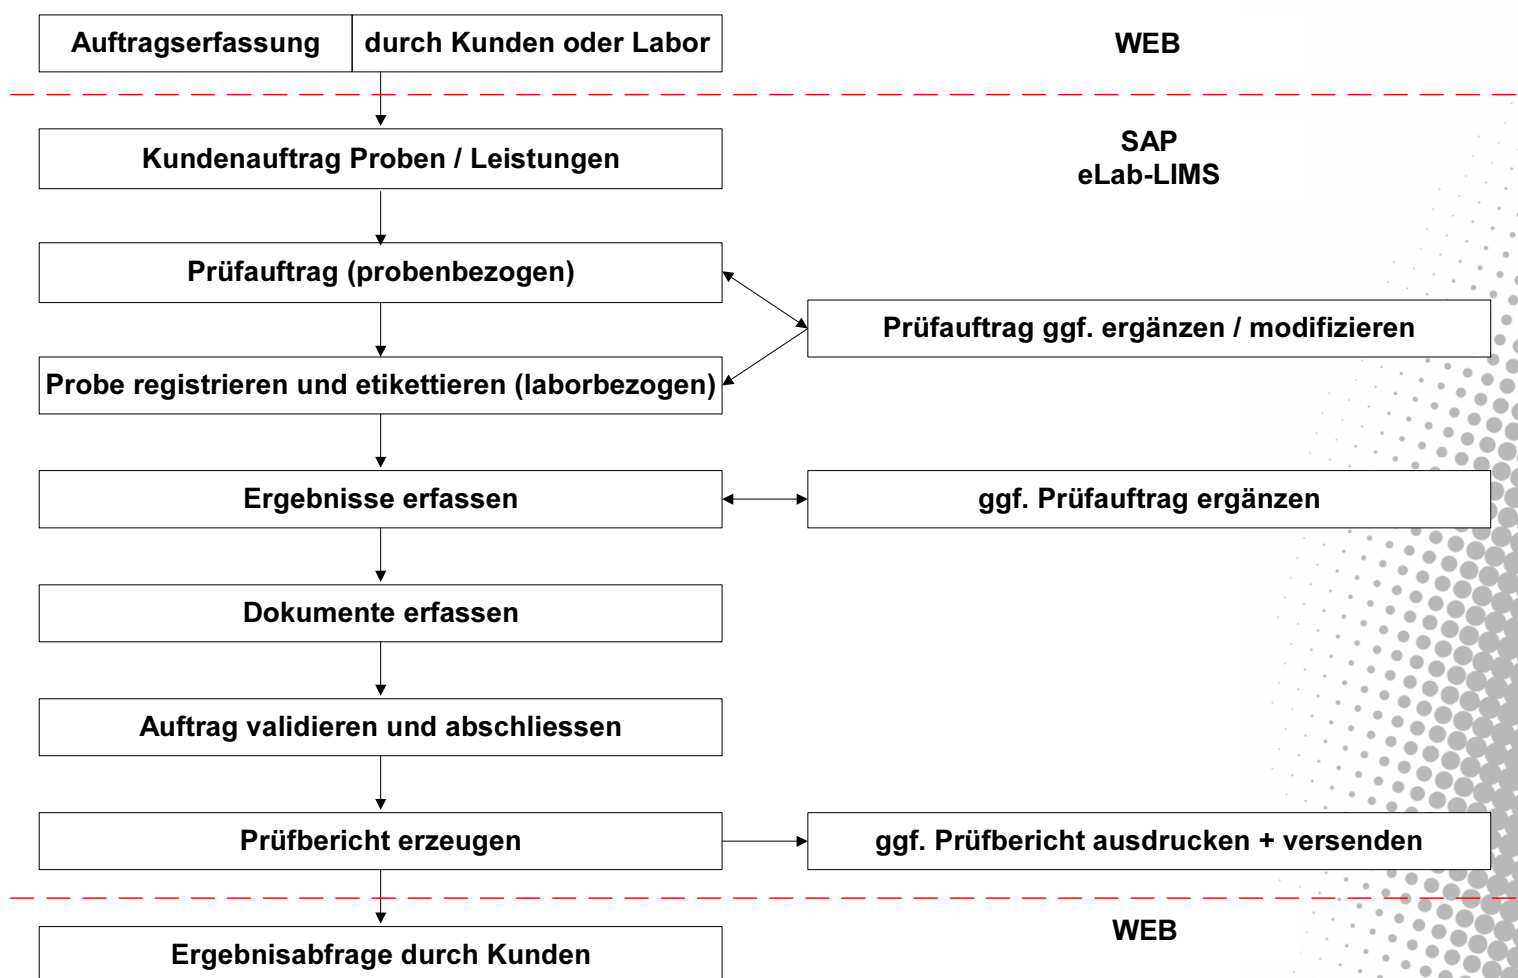 Auftragserfassung durch Kunden oder Labor
WEB
Kundenauftrag Proben / Leistungen
SAP
eLab-LIMS
Prüfauftrag (probenbezogen)
Prüfauftrag ggf. ergänzen / modifizieren
Probe registrieren und etikettieren (laborbezogen)
Ergebnisse erfassen
ggf. Prüfauftrag ergänzen
Dokumente erfassen
Auftrag validieren und abschliessen
Prüfbericht erzeugen
ggf. Prüfbericht ausdrucken + versenden
WEB
Ergebnisabfrage durch Kunden